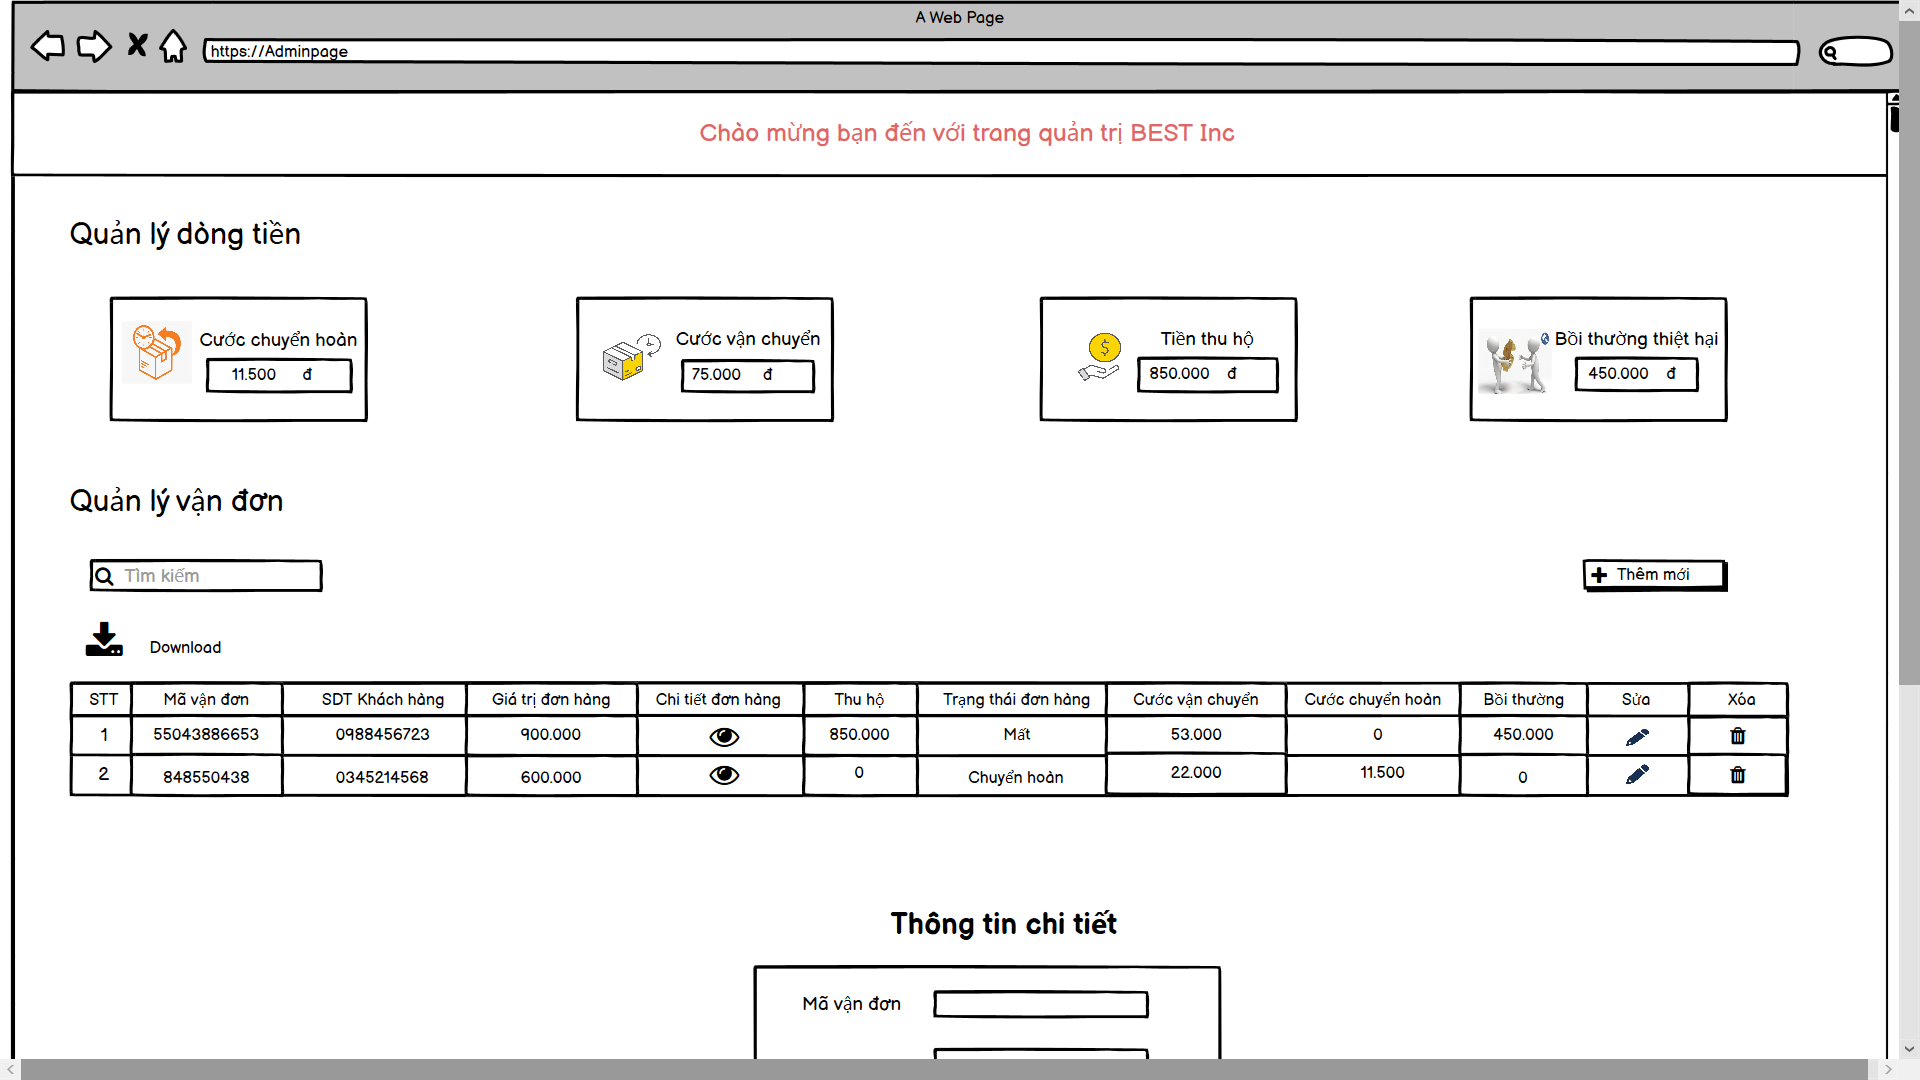 A Web Page
https://Adminpage
Chào mừng bạn đến với trang quản trị BEST Inc
Quản lý dòng tiền
Cước chuyển hoàn
11.500 đ
Cước vận chuyển
75.000 đ
Tiền thu hộ
850.000 đ
Bồi thường thiệt hại
450.000 đ
Quản lý vận đơn
Tìm kiếm
Thêm mới
Download
STT Mã vận đơn SDT Khách hàng Giá trị đơn hàng Chi tiết đơn hàng Thu hộ Trạng thái đơn hàng Cước vận chuyển Cước chuyển hoàn Bồi thường Sửa Xóa
1 55043886653 0988456723 900.000 850.000 Mất 53.000 0 450.000
2 848550438 0345214568 600.000 0 Chuyển hoàn 22.000 11.500 0
Thông tin chi tiết
Mã vận đơn